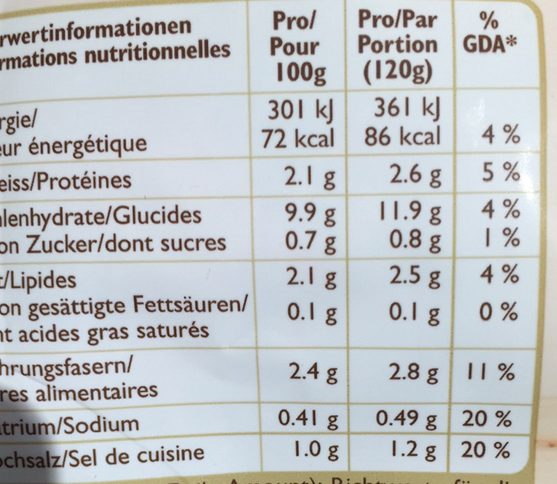 rwertinformationen Pro/ Pro/Par %
rmations nutritionnelles Pour Portion GDA*
100g (120g)
rgie/ 301 kJ 361 kJ
eur énergétique 72 kcal 86 kcal 4 %
eiss/Protéines 2.1 g 2.6 g 5 %
lenhydrate/Glucides 9.9 g 11.9 g 4 %
on Zucker/dont sucres 0.7 g 0.8 g 1 %
t/Lipides 2.1 g 2.5 g 4 %
on gesättigte Fettsäuren/ 0.1 g 0.1 g 0 %
nt acides gras saturés
hrungsfasern/ 2.4 g 2.8 g 11 %
res alimentaires
trium/Sodium 0.41 g 0.49 g 20 %
ochsalz/Sel de cuisine 1.0 g 1.2 g 20 %